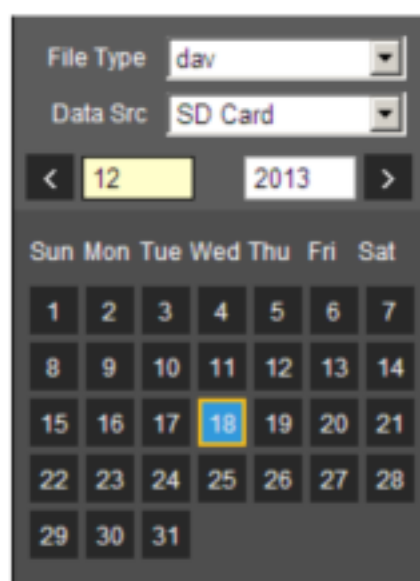 File Type dav
Data Src SD Card
< 12 2013 >
Sun Mon Tue Wed Thu Fri Sat
1 2 3 4 5 6 7
8 9 10 11 12 13 14
15 16 17 18 19 20 21
22 23 24 25 26 27 28
29 30 31